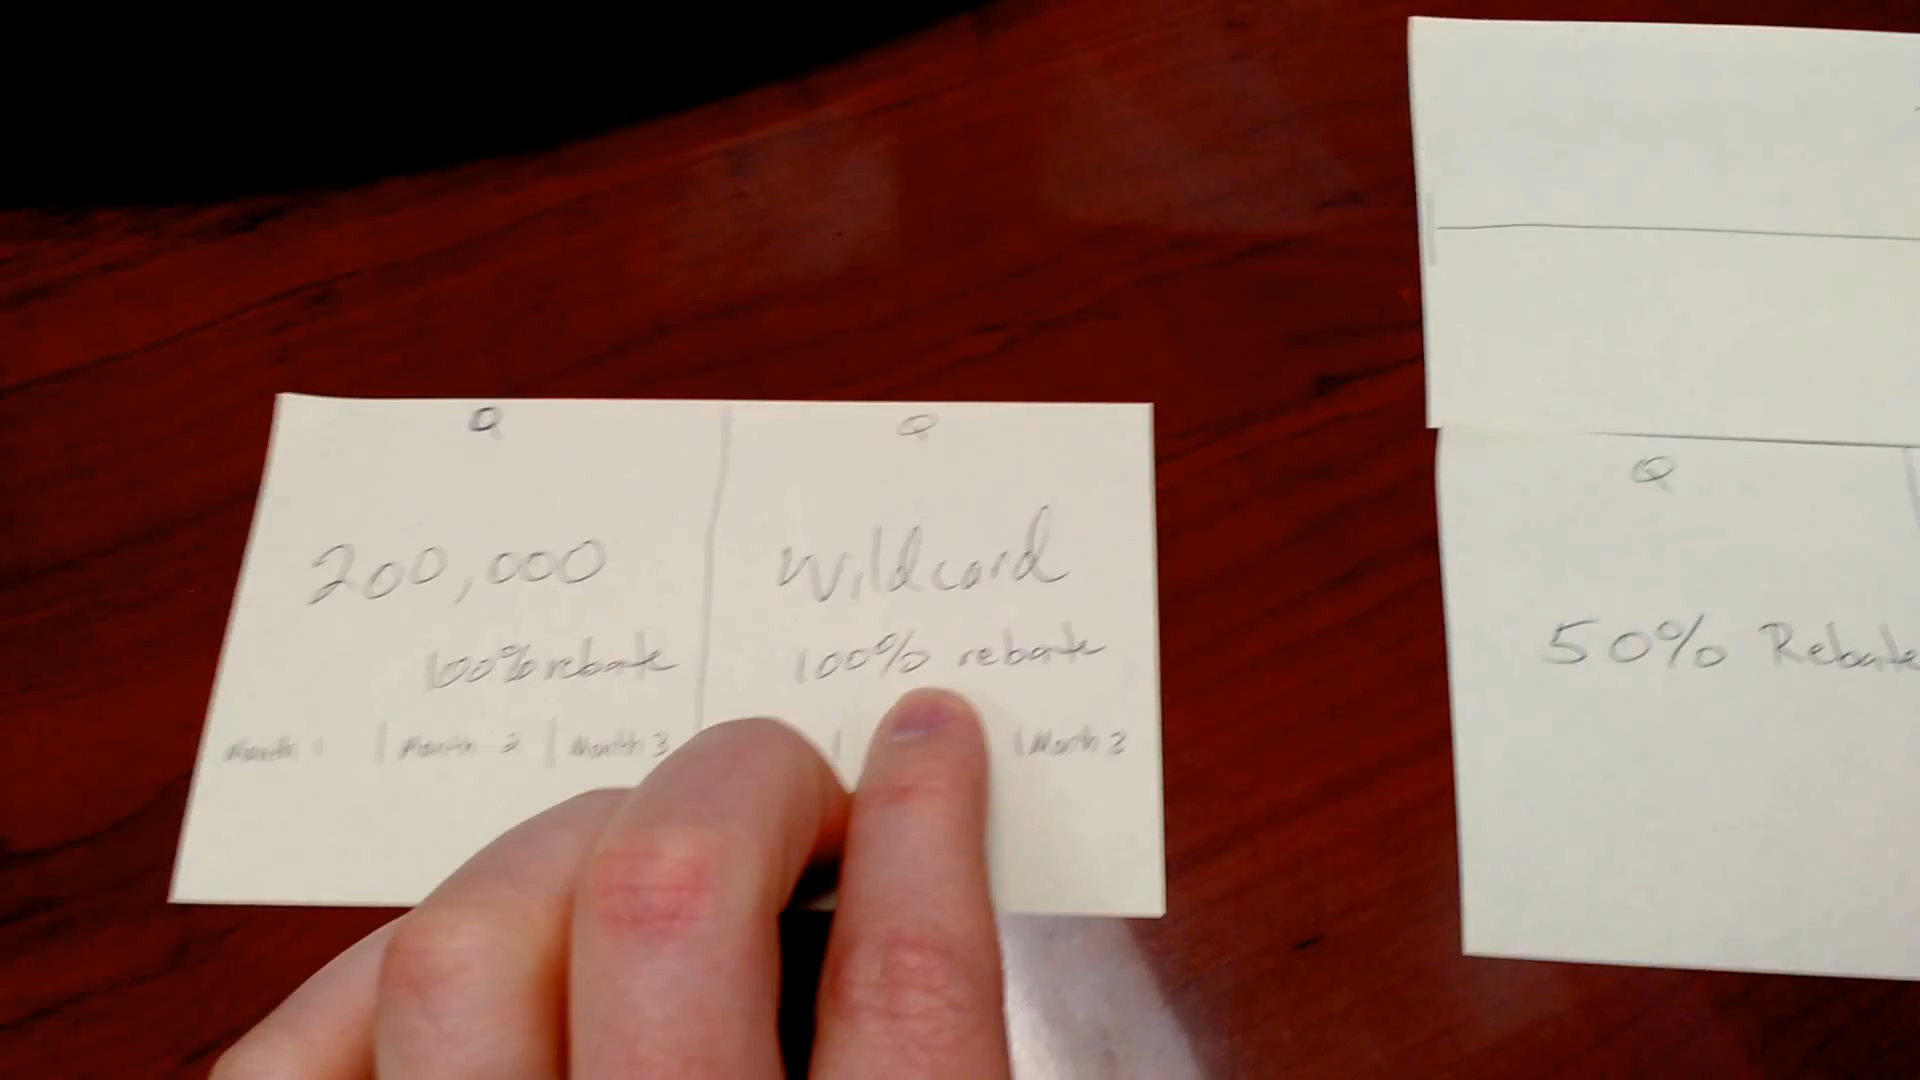 Q
200,000
100% rebate
Month 1 | Month 2 | Month 3
Q
Wildcard
100% rebate
Month 3
Q
50% Rebate